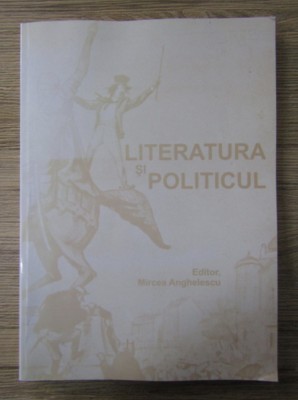 LITERATURA
ȘI
POLITICUL
Editor,
Mircea Anghelescu